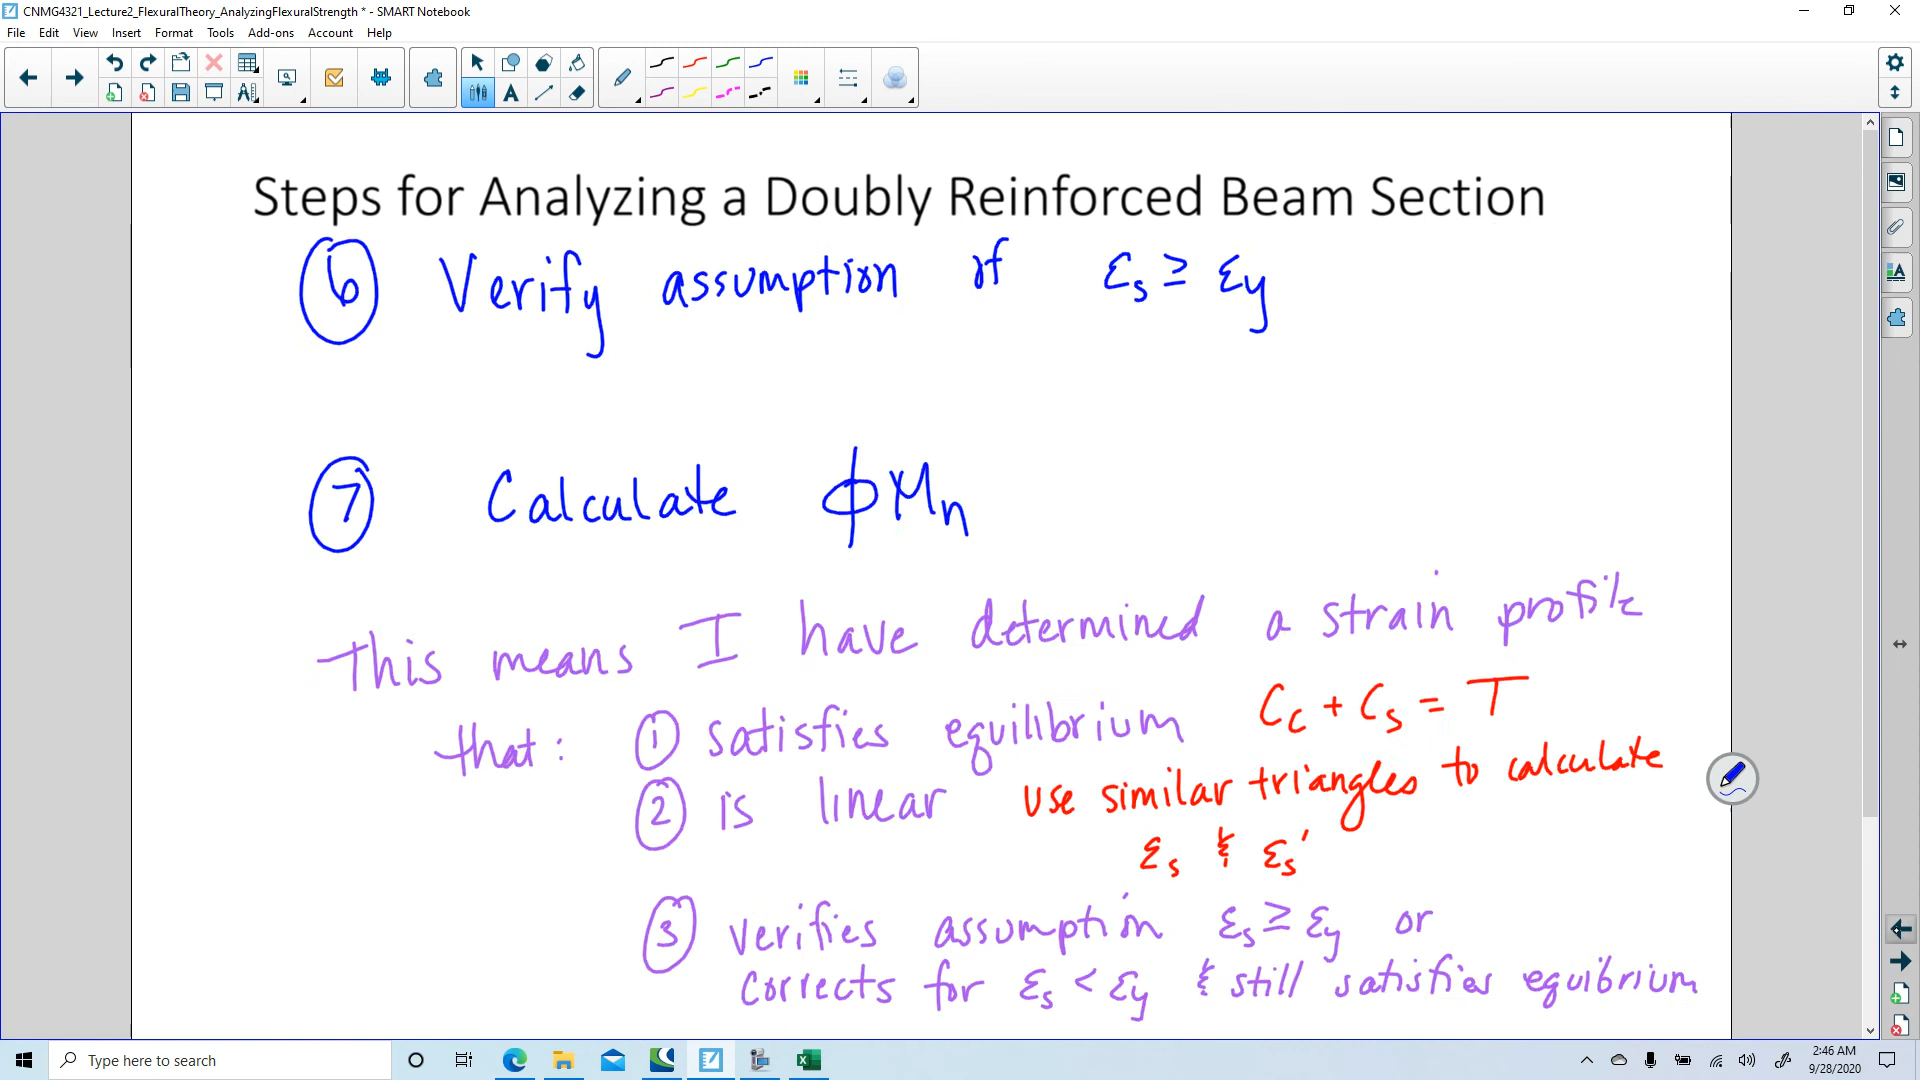 CNMG4321_Lecture2_FlexuralTheory_AnalyzingFlexuralStrength * - SMART Notebook
File Edit View Insert Format Tools Add-ons Account Help
Steps for Analyzing a Doubly Reinforced Beam Section
⑥ Verify assumption of εs ≥ εy
⑦ Calculate ϕMn
This means I have determined a strain profile
that: ① satisfies equilibrium Cc + Cs = T
② is linear use similar triangles to calculate
εs & εs'
③ verifies assumption εs ≥ εy or
corrects for εs < εy & still satisfies equibrium
Type here to search
2:46 AM
9/28/2020